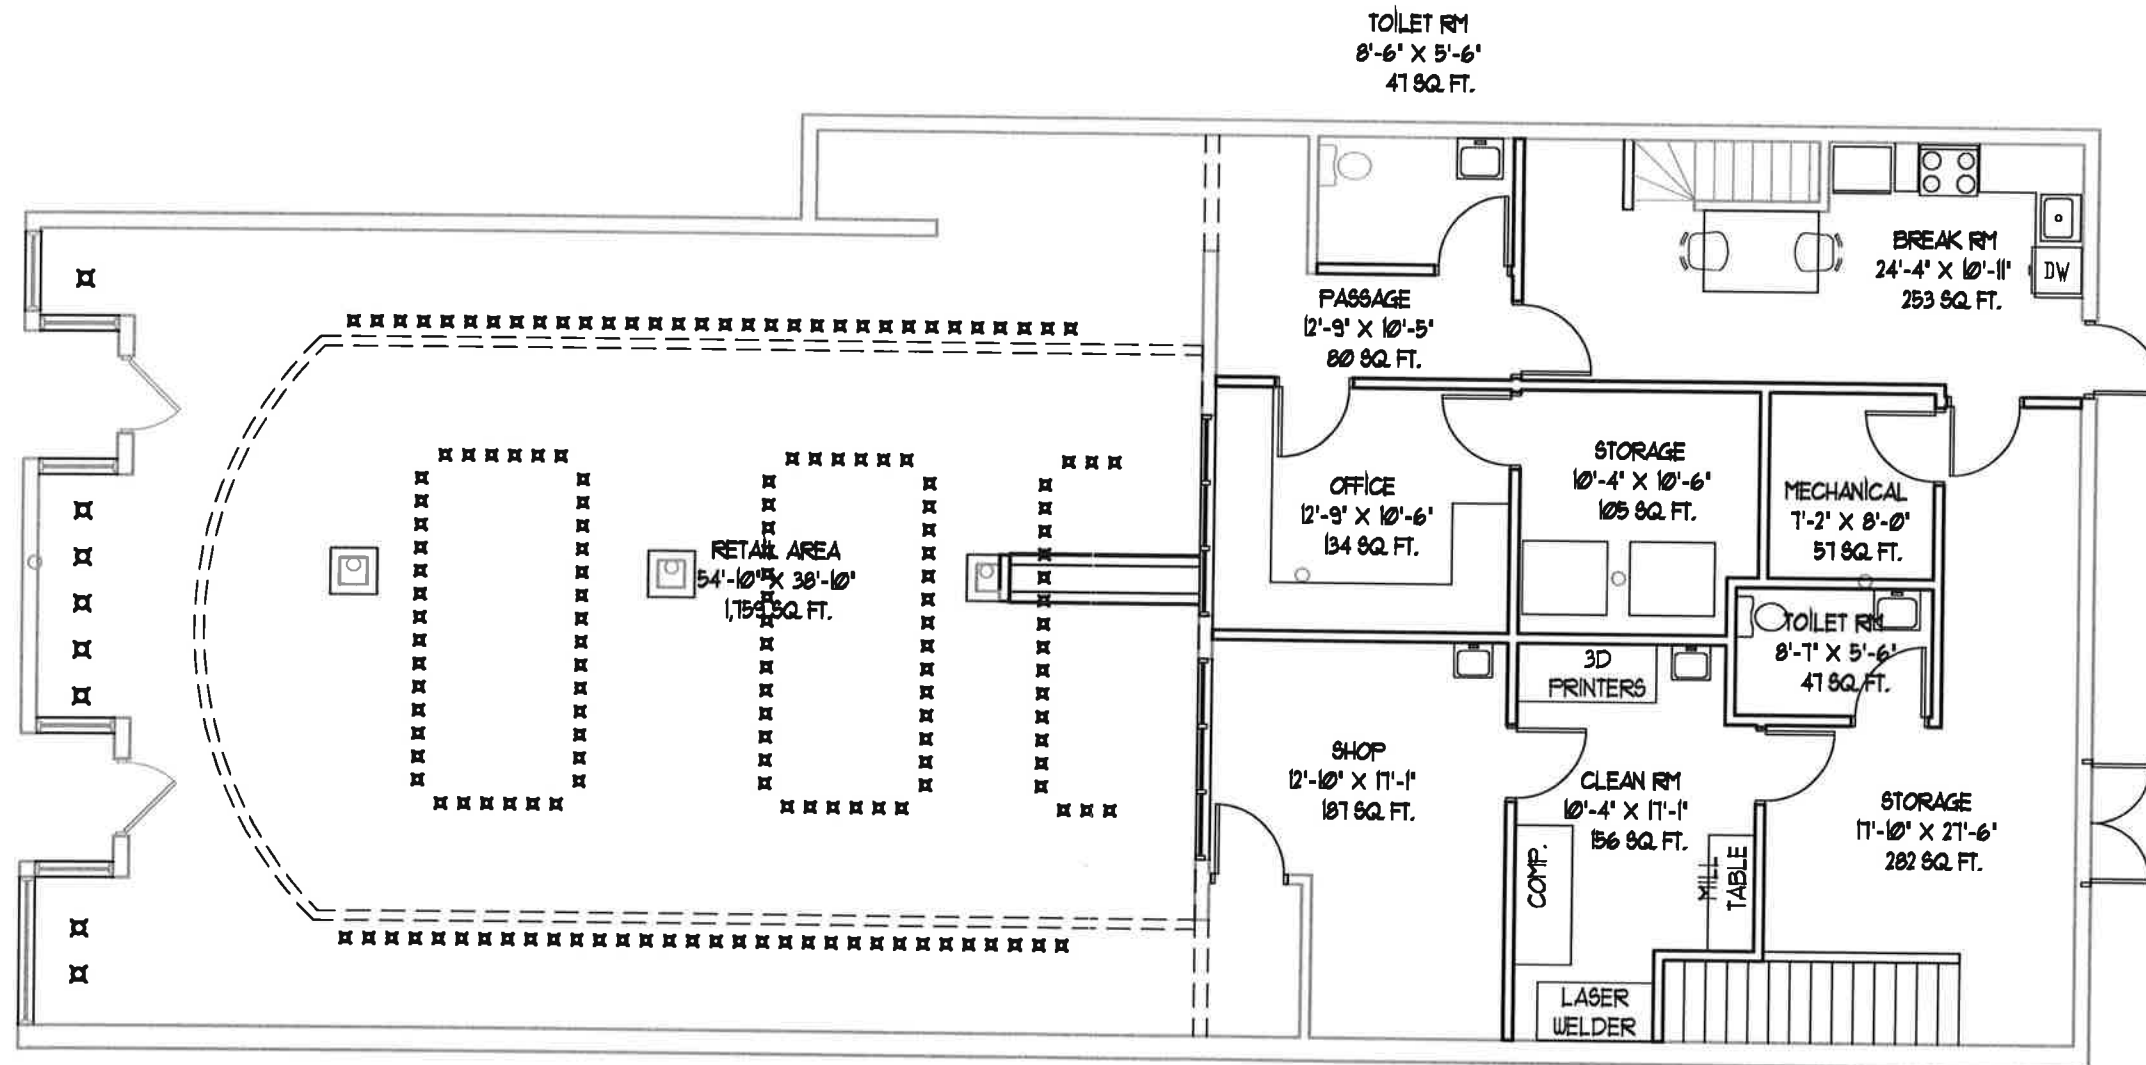 TOILET RM
8'-6" X 5'-6"
47 SQ FT.
BREAK RM
24'-4" X 10'-11"
253 SQ FT.
DW
PASSAGE
12'-9" X 10'-5"
80 SQ FT.
STORAGE
10'-4" X 10'-6"
105 SQ FT.
OFFICE
12'-9" X 10'-6"
134 SQ FT.
MECHANICAL
7'-2" X 8'-0"
57 SQ FT.
RETAIL AREA
54'-10" X 38'-10"
1,759 SQ FT.
TOILET RM
8'-7" X 5'-6"
47 SQ FT.
3D
PRINTERS
SHOP
12'-10" X 17'-1"
187 SQ FT.
CLEAN RM
10'-4" X 17'-1"
156 SQ FT.
STORAGE
17'-10" X 27'-6"
282 SQ FT.
COMP.
MILL
TABLE
LASER
WELDER